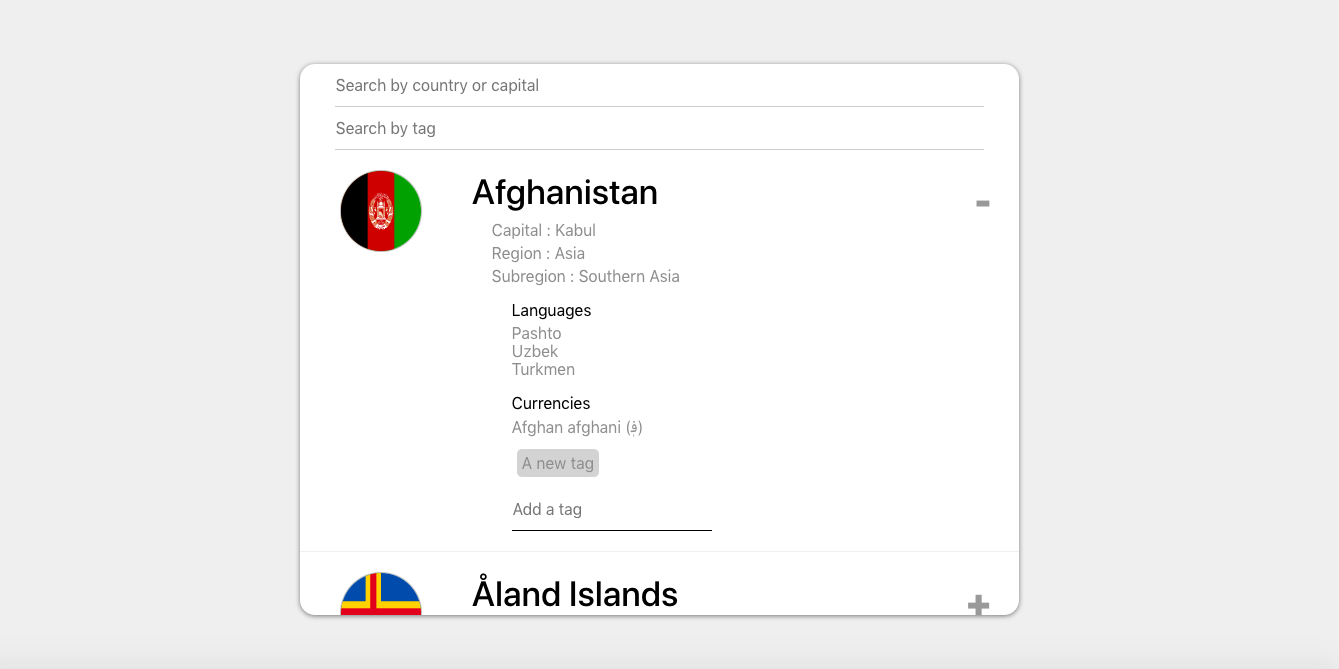 Search by country or capital
Search by tag
Afghanistan
-
Capital : Kabul
Region : Asia
Subregion : Southern Asia
Languages
Pashto
Uzbek
Turkmen
Currencies
Afghan afghani (؋)
A new tag
Add a tag
Åland Islands
+